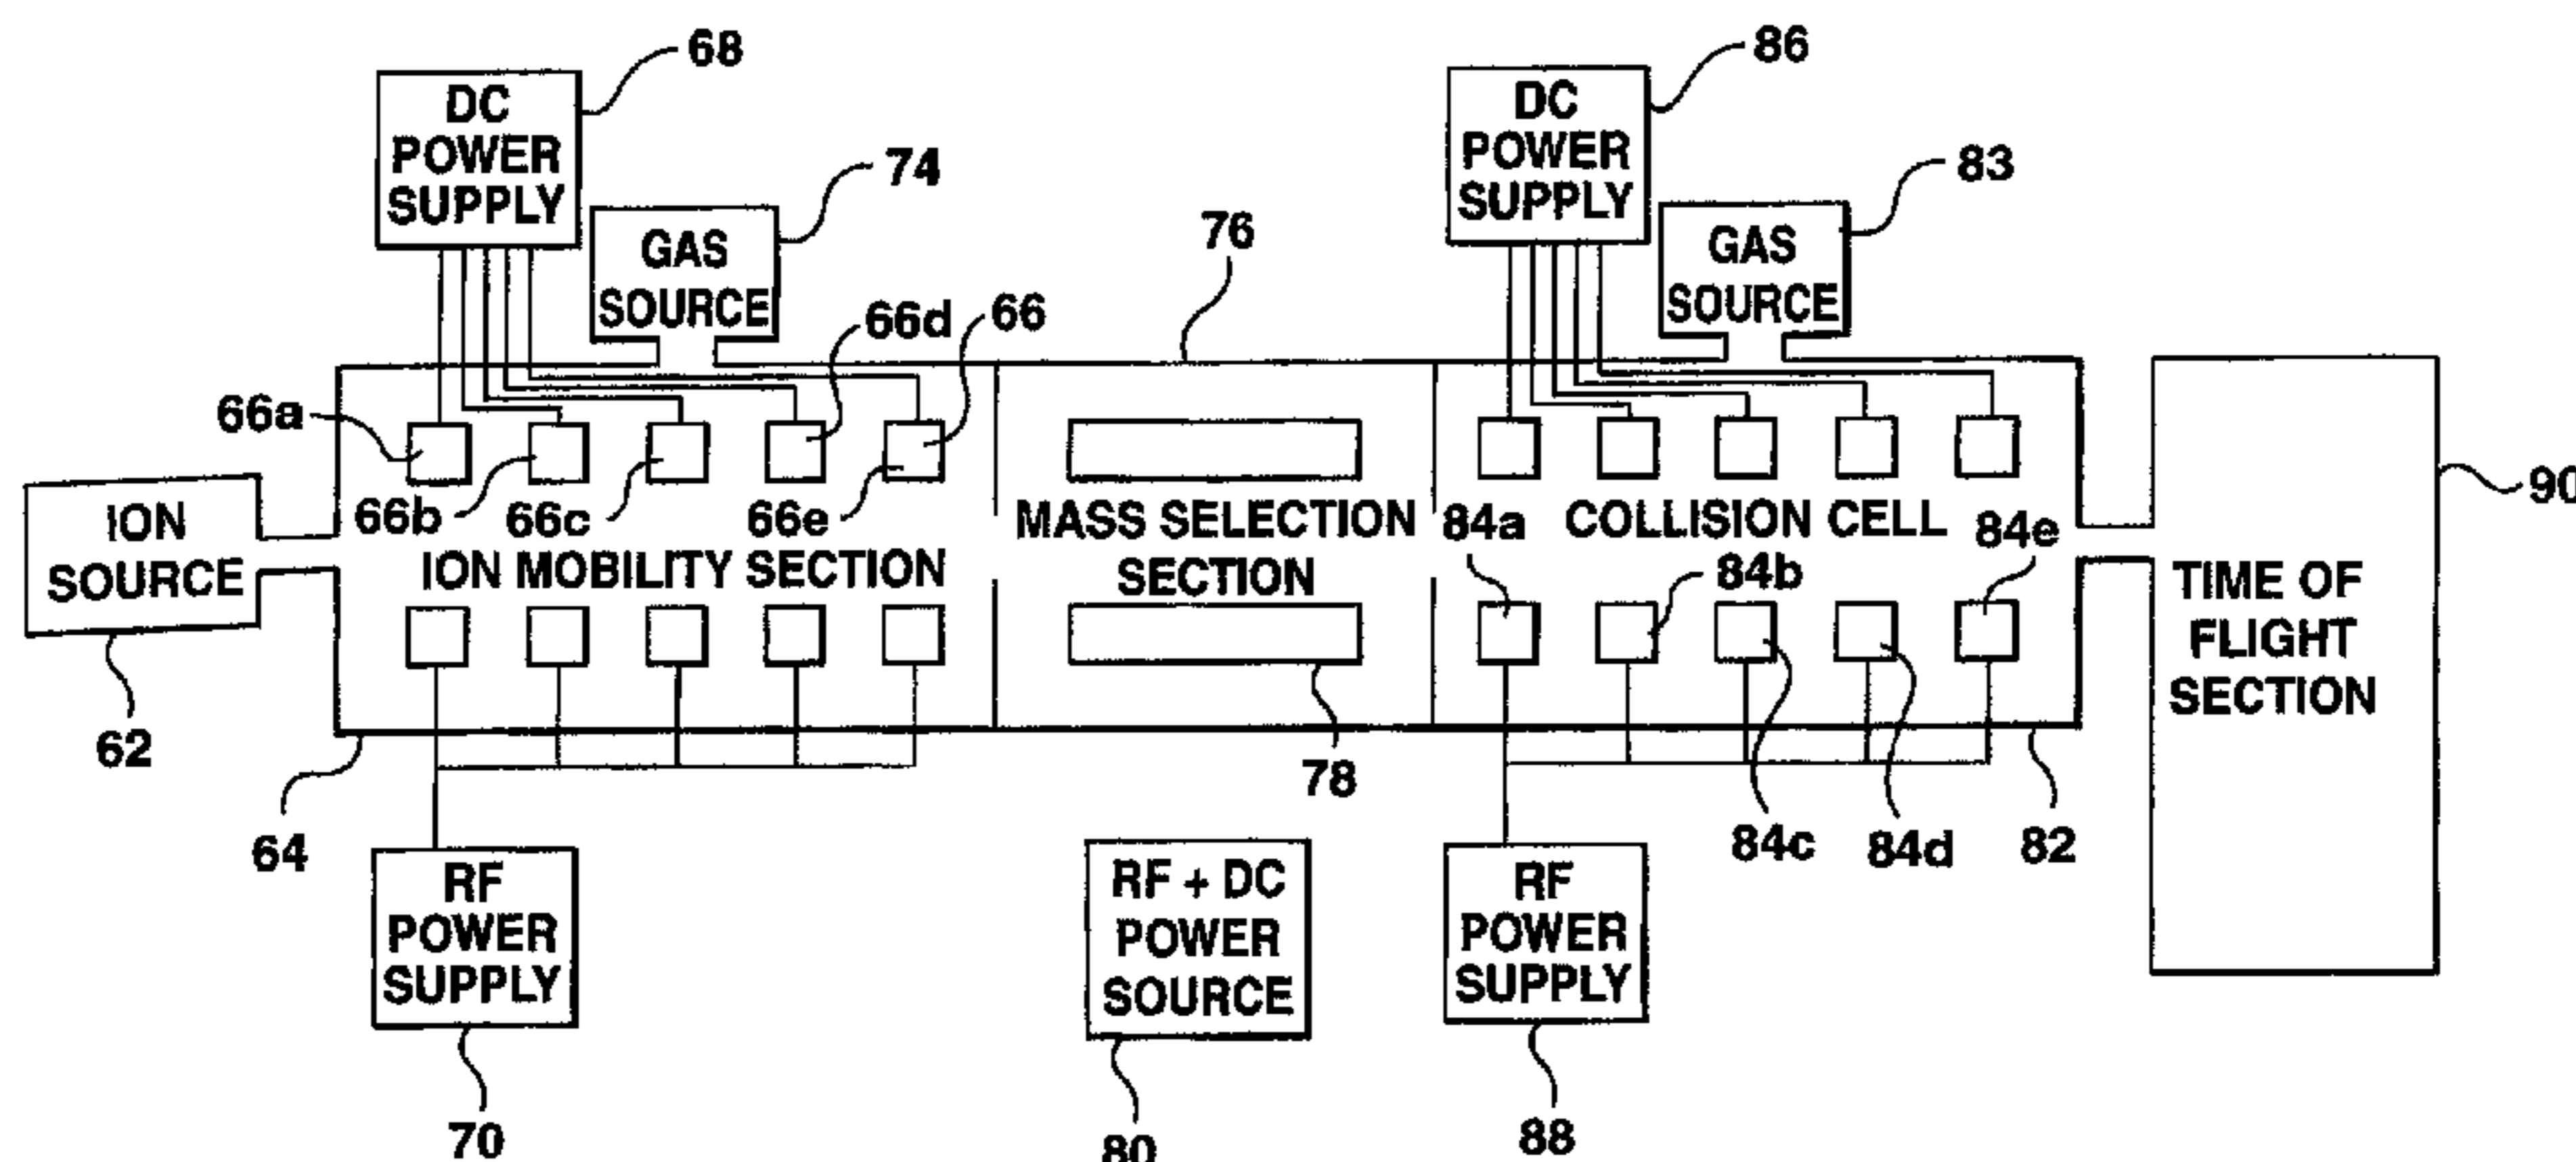 68
DC
POWER
SUPPLY
74
GAS
SOURCE
66d
66
76
86
DC
POWER
SUPPLY
83
GAS
SOURCE
66a
66b
66c
66e
ION
SOURCE
62
ION MOBILITY SECTION
MASS SELECTION
SECTION
84a
COLLISION CELL
84e
84b
90
TIME OF
FLIGHT
SECTION
64
78
84c
84d
82
RF
POWER
SUPPLY
70
RF + DC
POWER
SOURCE
80
RF
POWER
SUPPLY
88